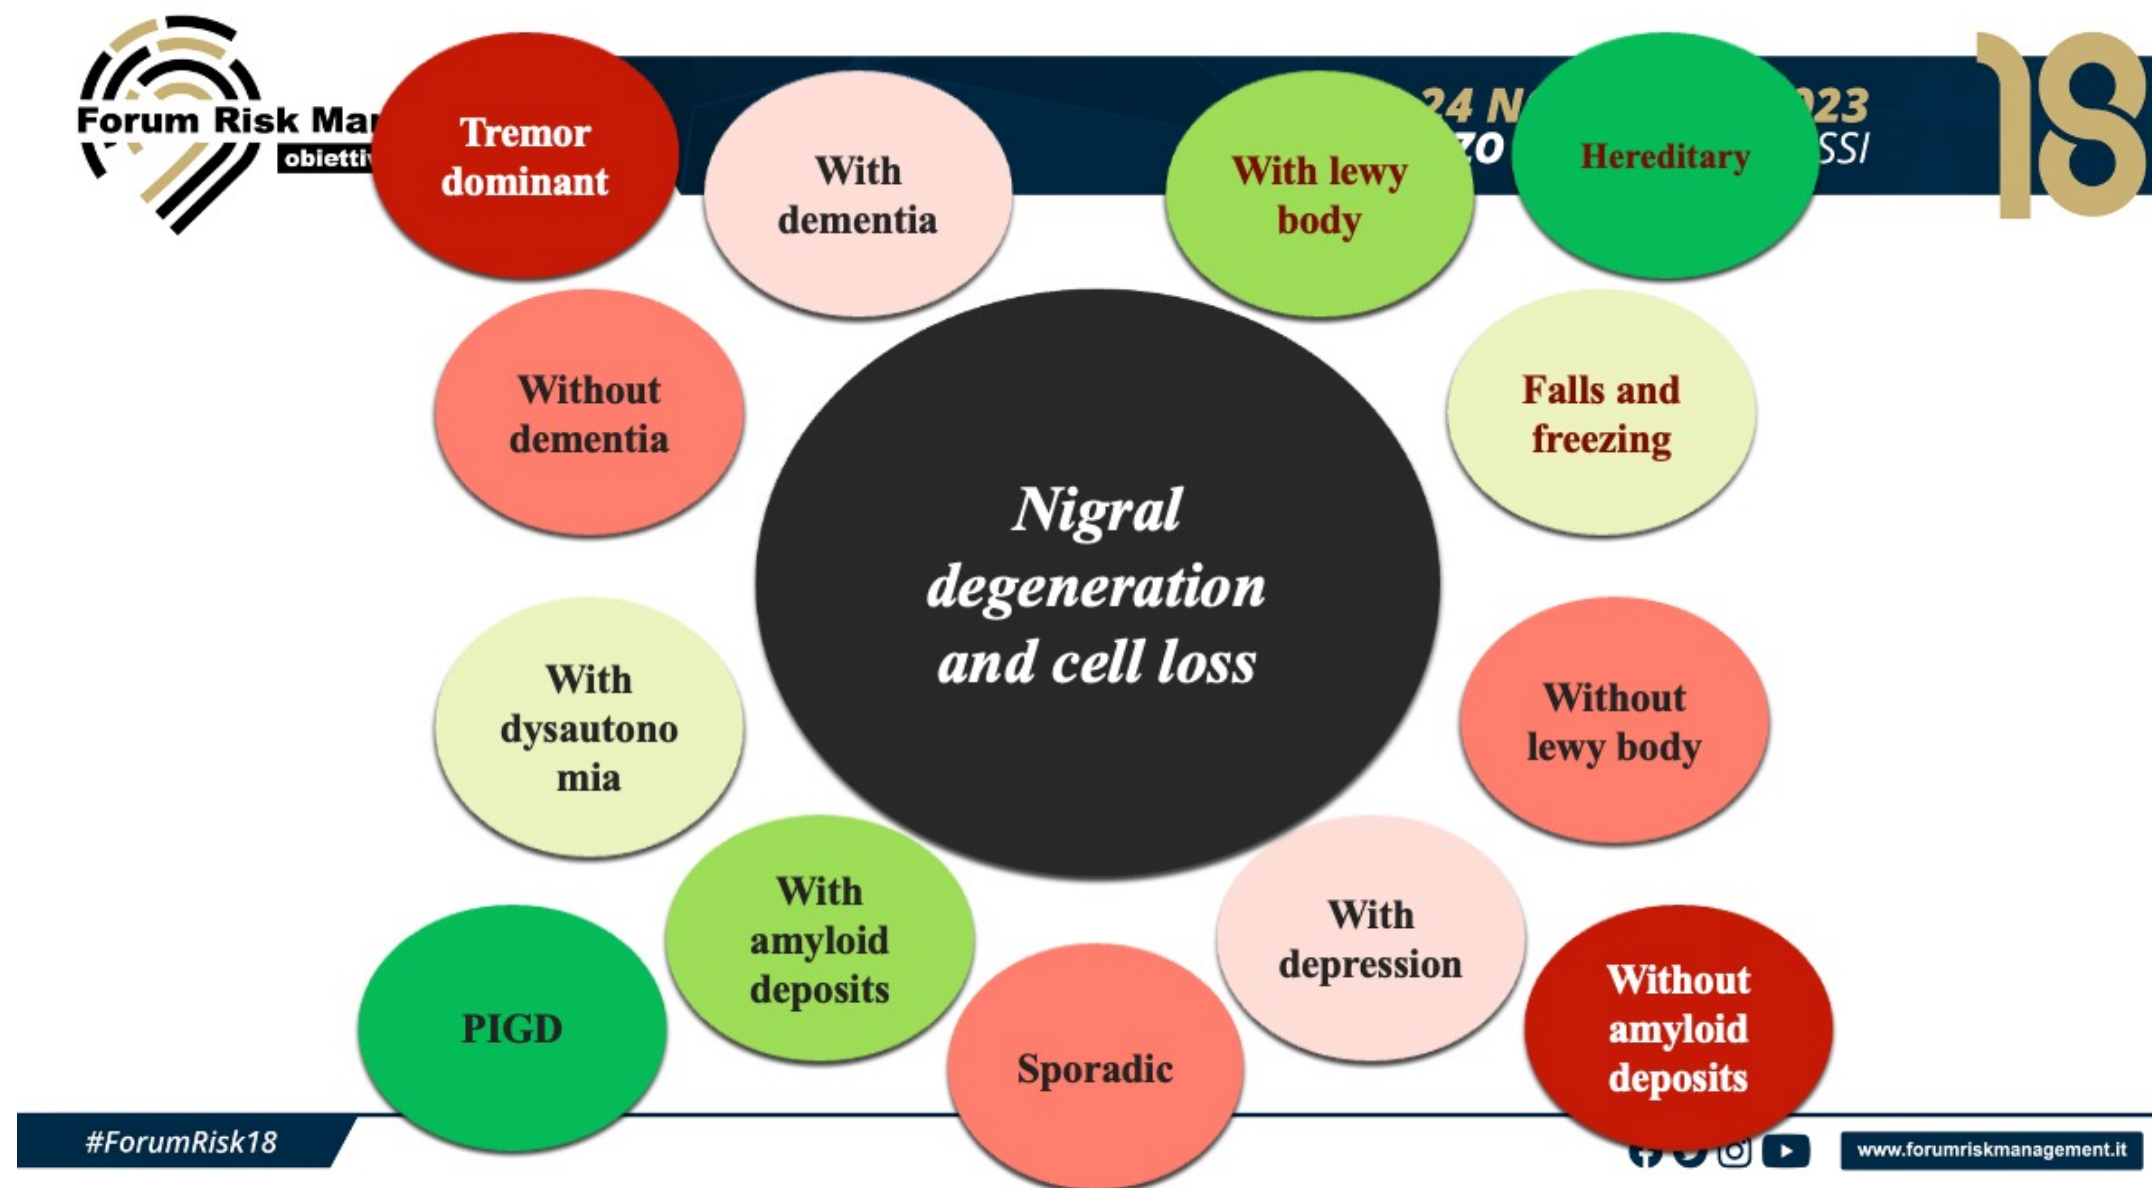 Forum Risk
Tremor
dominant
With
dementia
With lewy
body
24
Hereditary
18
Without
dementia
Falls and
freezing
Nigral
degeneration
and cell loss
With
dysautono
mia
Without
lewy body
With
amyloid
deposits
With
depression
PIGD
Sporadic
Without
amyloid
deposits
#ForumRisk18
www.forumriskmanagement.it